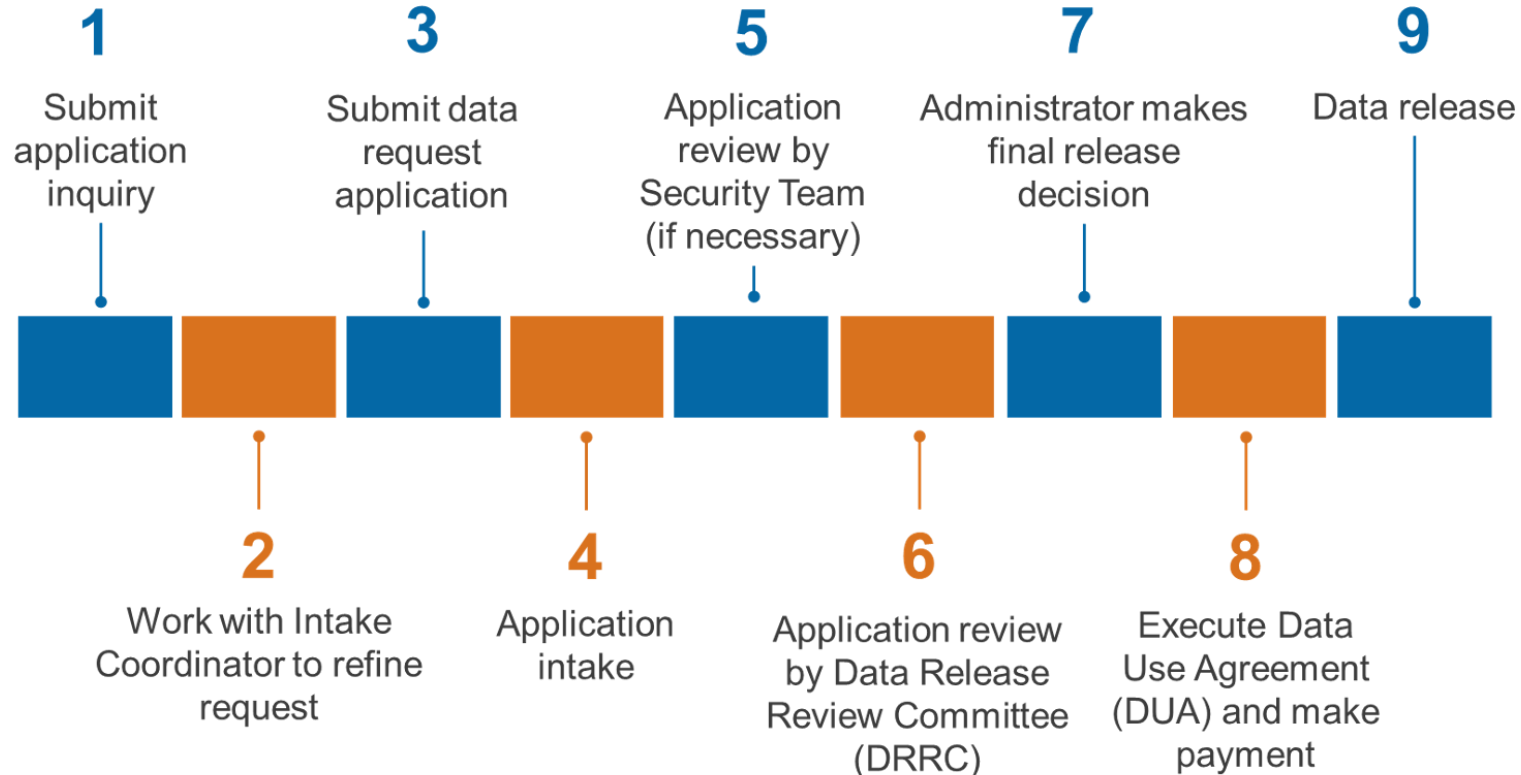 1
Submit
application
inquiry
2
Work with Intake
Coordinator to refine
request
3
Submit data
request
application
4
Application
intake
5
Application
review by
Security Team
(if necessary)
6
Application review
by Data Release
Review Committee
(DRRC)
7
Administrator makes
final release
decision
8
Execute Data
Use Agreement
(DUA) and make
payment
9
Data release